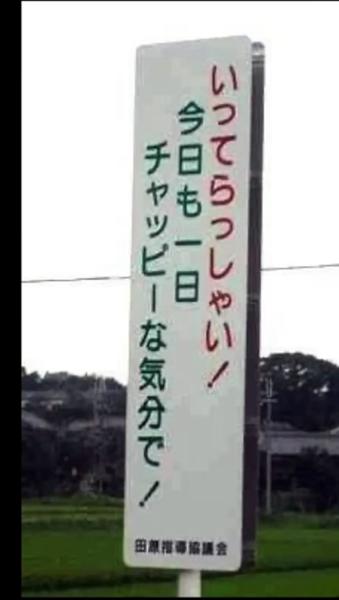 いってらっしゃい！
今日も一日
チャッピーな気分で！
田原指導協議会